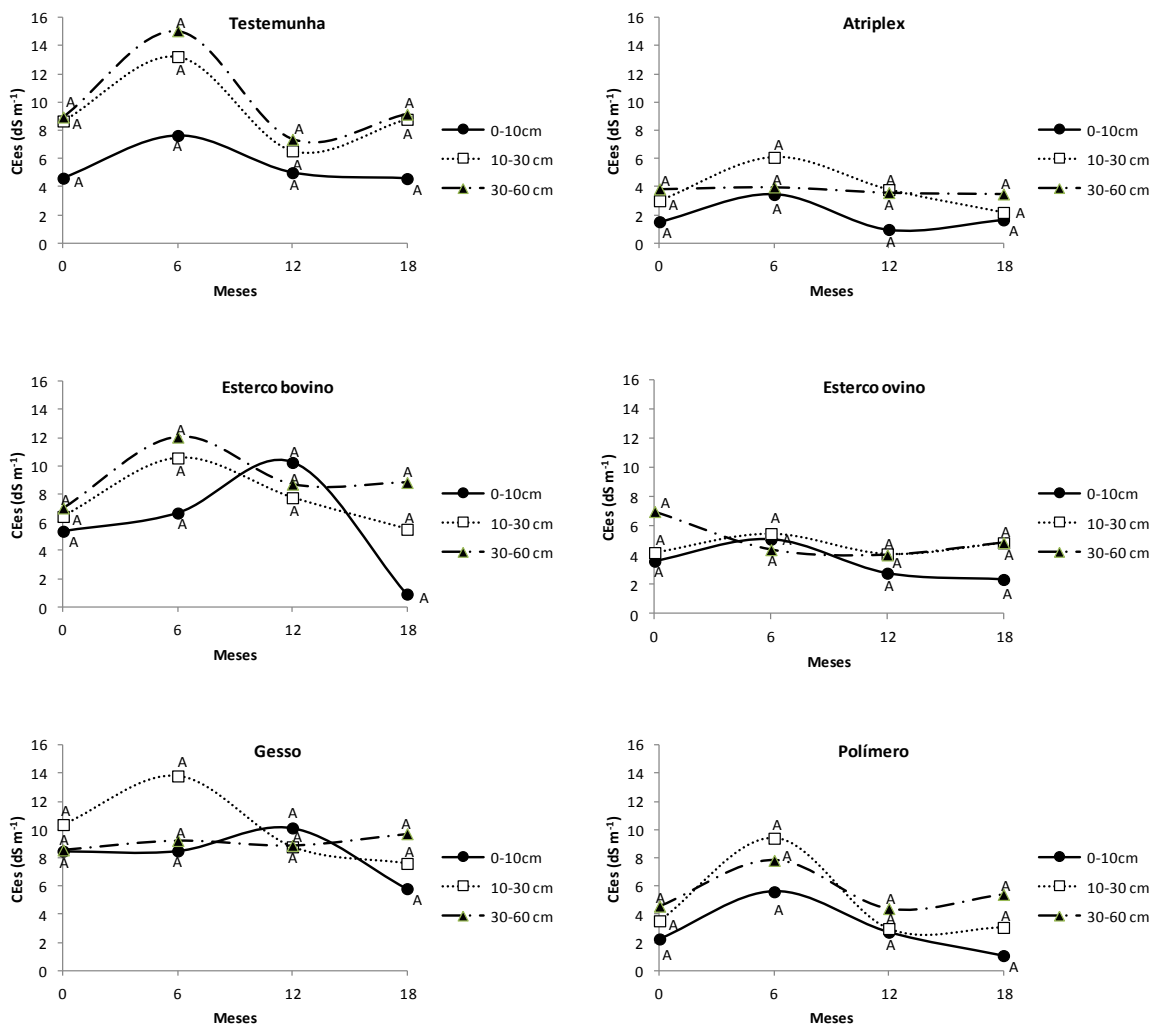 Testemunha
CEes (dS m⁻¹)
16
14
12
10
8
6
4
2
0
0 6 12 18
Meses
A A A A
A A A A
A A A A
0-10cm
10-30 cm
30-60 cm
Atriplex
CEes (dS m⁻¹)
16
14
12
10
8
6
4
2
0
0 6 12 18
Meses
A A A A
A A A A
A A A A
0-10cm
10-30 cm
30-60 cm
Esterco bovino
CEes (dS m⁻¹)
16
14
12
10
8
6
4
2
0
0 6 12 18
Meses
A A A A
A A A A
A A A A
0-10cm
10-30 cm
30-60 cm
Esterco ovino
CEes (dS m⁻¹)
16
14
12
10
8
6
4
2
0
0 6 12 18
Meses
A A A A
A A A A
A A A A
0-10cm
10-30 cm
30-60 cm
Gesso
CEes (dS m⁻¹)
16
14
12
10
8
6
4
2
0
0 6 12 18
Meses
A A A A
A A A A
A A A A
0-10cm
10-30 cm
30-60 cm
Polímero
CEes (dS m⁻¹)
16
14
12
10
8
6
4
2
0
0 6 12 18
Meses
A A A A
A A A A
A A A A
0-10cm
10-30 cm
30-60 cm